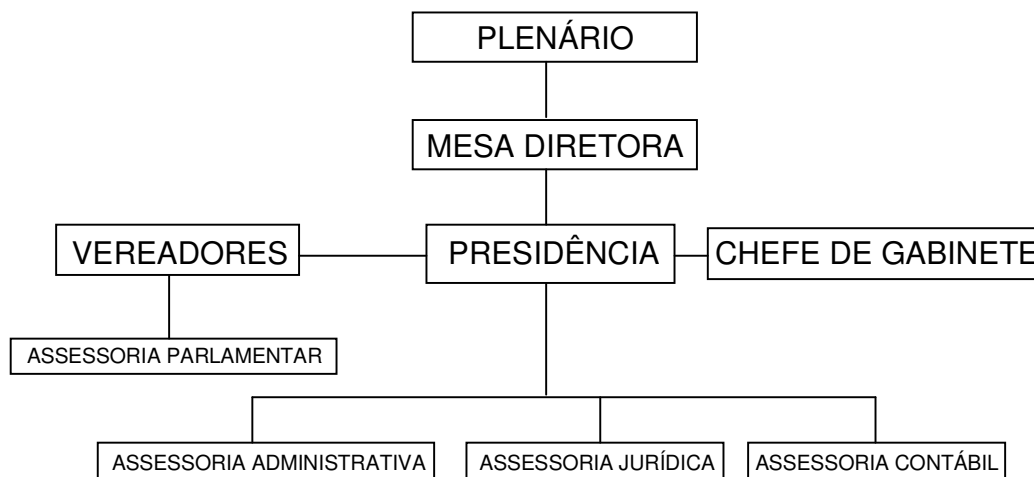 PLENÁRIO
MESA DIRETORA
VEREADORES
PRESIDÊNCIA
CHEFE DE GABINETE
ASSESSORIA PARLAMENTAR
ASSESSORIA ADMINISTRATIVA
ASSESSORIA JURÍDICA
ASSESSORIA CONTÁBIL